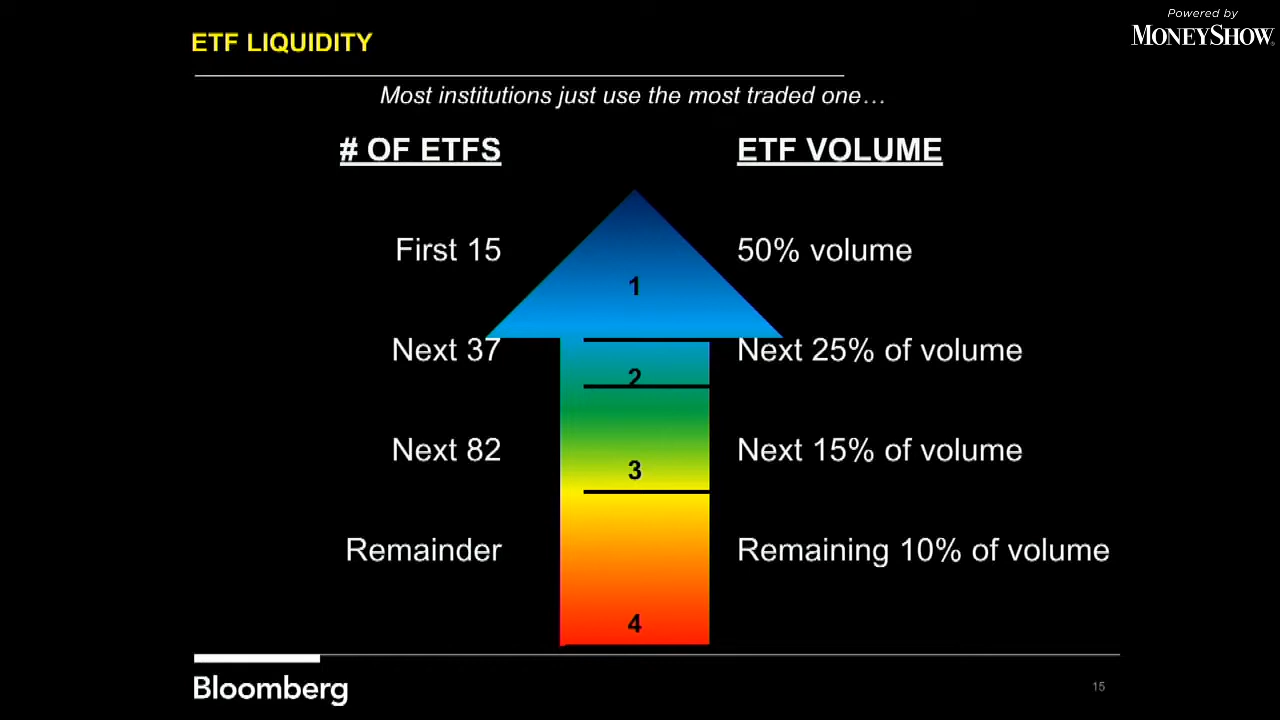 Powered by
MONEYSHOW
ETF LIQUIDITY
Most institutions just use the most traded one…
# OF ETFS
ETF VOLUME
First 15
50% volume
1
Next 37
Next 25% of volume
2
Next 82
Next 15% of volume
3
Remainder
Remaining 10% of volume
4
Bloomberg
15